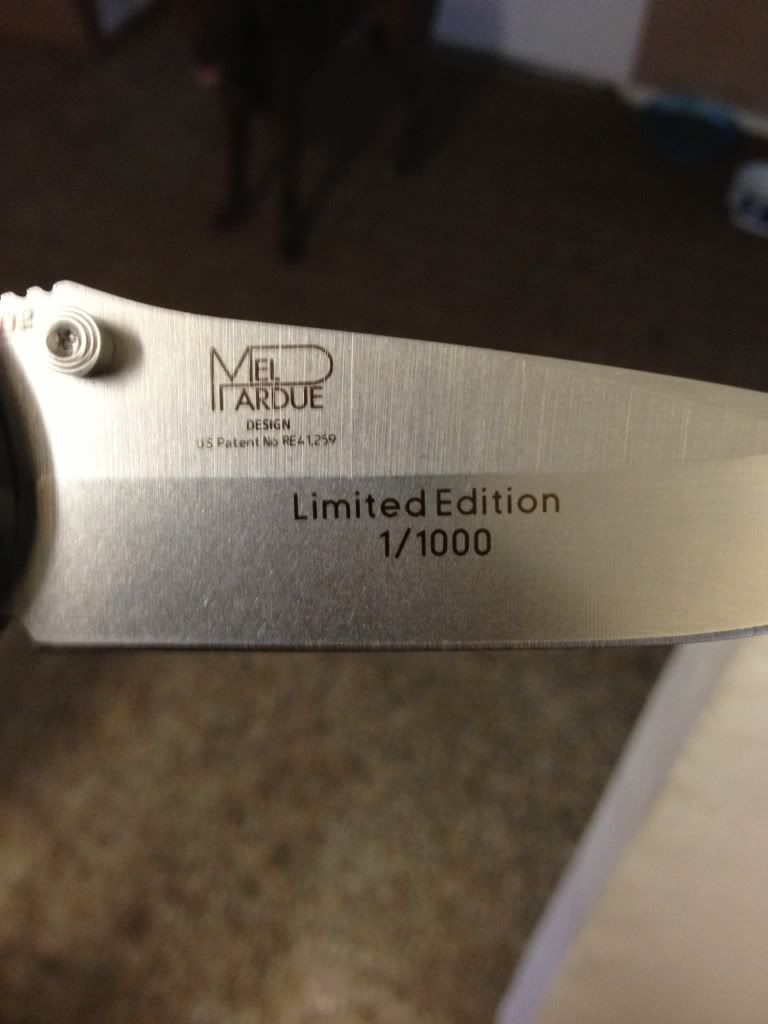 MEL
PARDUE
DESIGN
US Patent No RE41,259
Limited Edition
1/1000